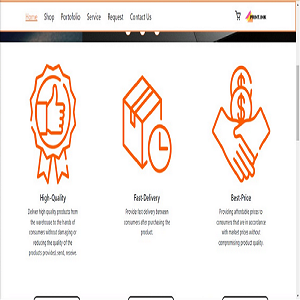 Home Shop Portofolio Service Request Contact Us
PRINT.INK
High-Quality
Fast-Delivery
Best-Price
Deliver high quality products from
the warehouse to the hands of
consumers without damaging or
reducing the quality of the
products provided, send, receive.
Provide fast delivery between
consumers after purchasing the
product.
Providing affordable prices to
consumers that are in accordance
with market prices without
compromising product quality.